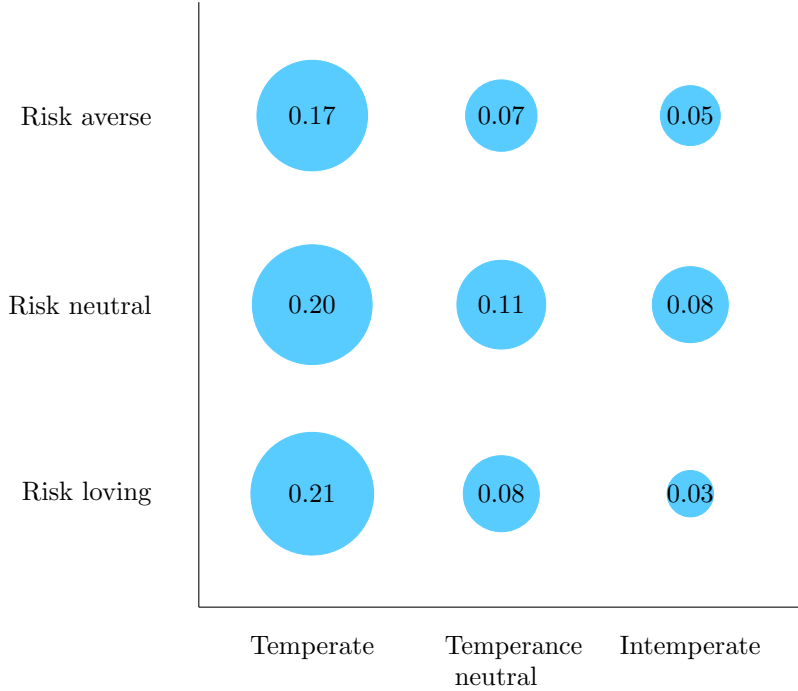 Risk averse
0.17
0.07
0.05
Risk neutral
0.20
0.11
0.08
Risk loving
0.21
0.08
0.03
Temperate
Temperance
neutral
Intemperate